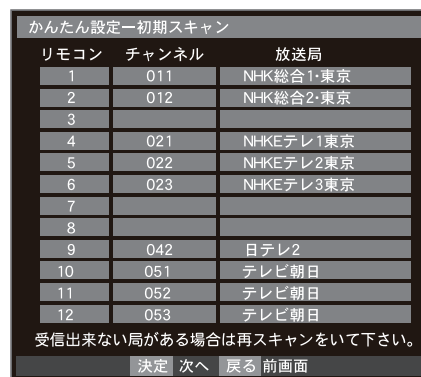 かんたん設定ー初期スキャン
リモコン チャンネル 放送局
1 011 NHK総合1・東京
2 012 NHK総合2・東京
3
4 021 NHKEテレ1東京
5 022 NHKEテレ2東京
6 023 NHKEテレ3東京
7
8
9 042 日テレ2
10 051 テレビ朝日
11 052 テレビ朝日
12 053 テレビ朝日
受信出来ない局がある場合は再スキャンをいて下さい。
決定 次へ 戻る 前画面